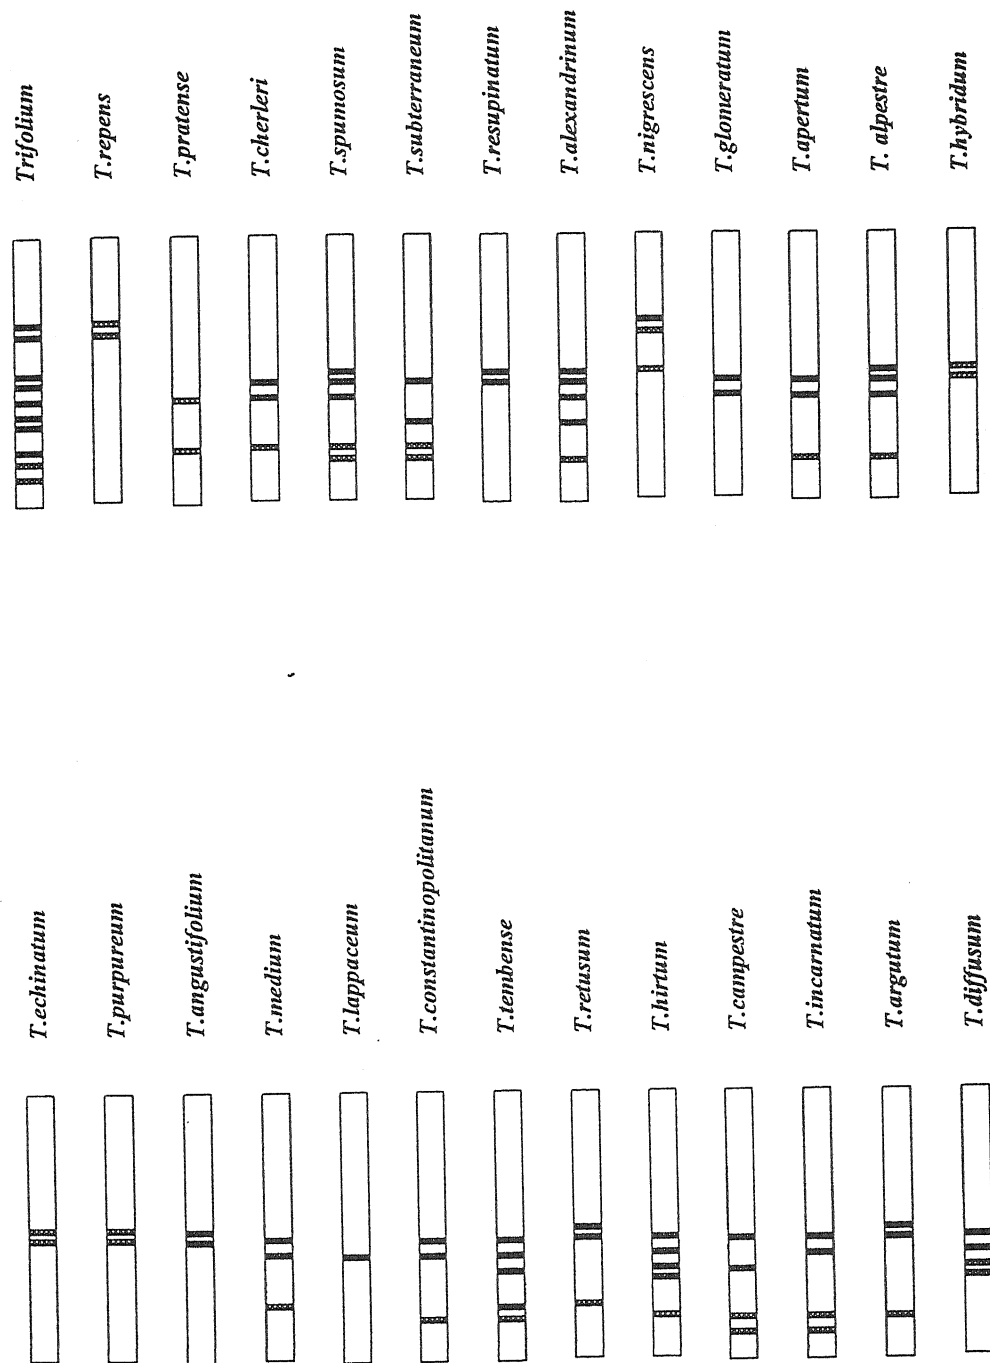 Trifolium
T.repens
T.pratense
T.cherleri
T.spumosum
T.subterraneum
T.resupinatum
T.alexandrinum
T.nigrescens
T.glomeratum
T.apertum
T. alpestre
T.hybridum
T.echinatum
T.purpureum
T.angustifolium
T.medium
T.lappaceum
T.constantinopolitanum
T.tembense
T.retusum
T.hirtum
T.campestre
T.incarnatum
T.argutum
T.diffusum